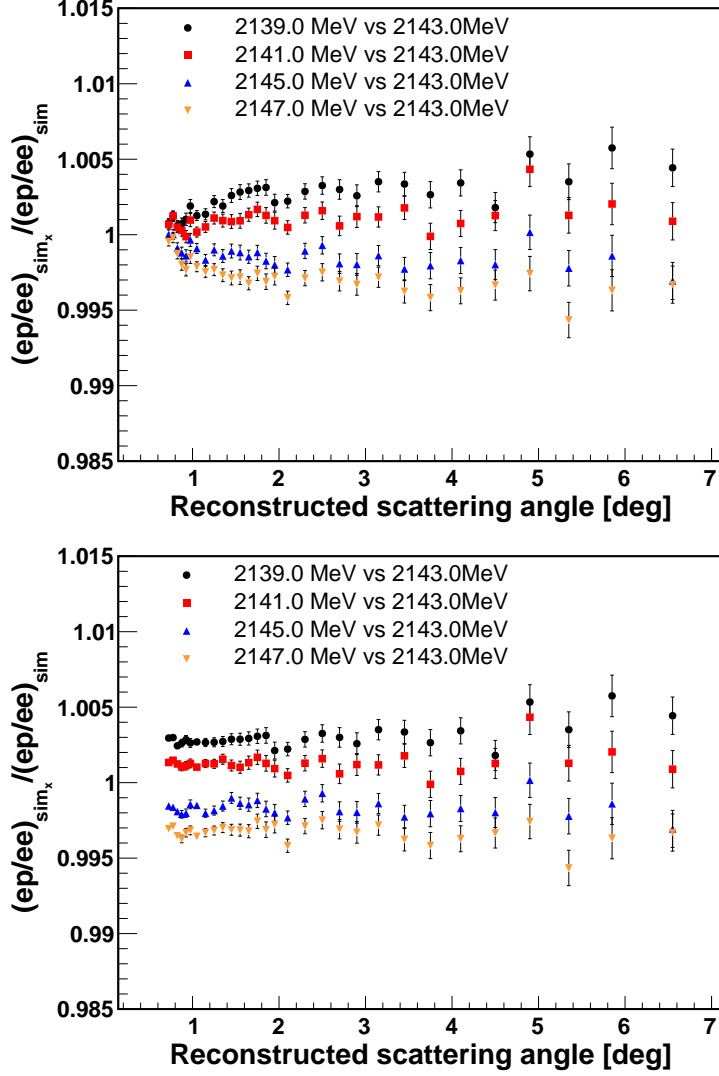 1.015
2139.0 MeV vs 2143.0MeV
2141.0 MeV vs 2143.0MeV
2145.0 MeV vs 2143.0MeV
2147.0 MeV vs 2143.0MeV
1.01
1.005
1
0.995
0.99
0.985
(ep/ee)simx/(ep/ee)sim
1 2 3 4 5 6 7
Reconstructed scattering angle [deg]
1.015
2139.0 MeV vs 2143.0MeV
2141.0 MeV vs 2143.0MeV
2145.0 MeV vs 2143.0MeV
2147.0 MeV vs 2143.0MeV
1.01
1.005
1
0.995
0.99
0.985
(ep/ee)simx/(ep/ee)sim
1 2 3 4 5 6 7
Reconstructed scattering angle [deg]